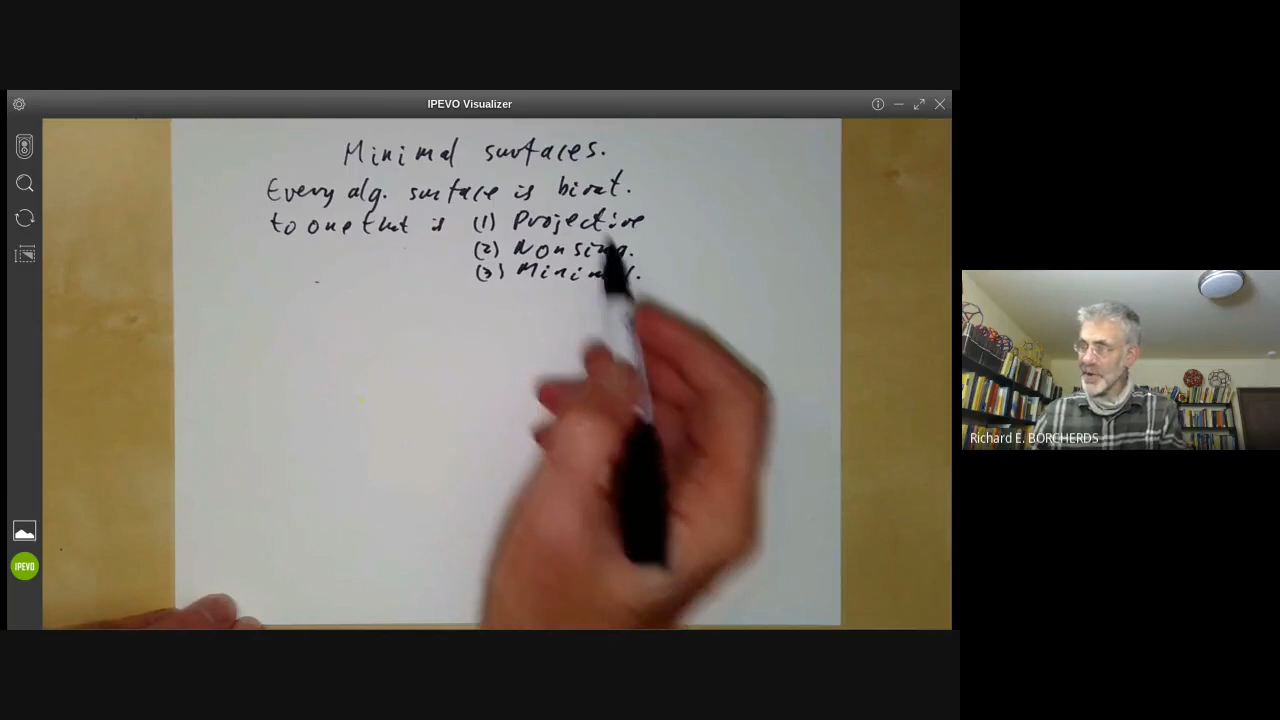 IPEVO Visualizer
Minimal surfaces.
Every alg. surface is birat.
to one that is (1) Projective
(2) Nonsing.
(3) Minimal.
IPEVO
Richard E. BORCHERDS